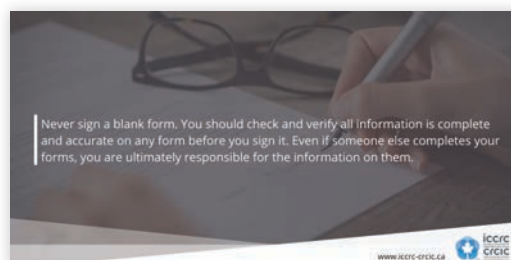 Never sign a blank form. You should check and verify all information is complete
and accurate on any form before you sign it. Even if someone else completes your
forms, you are ultimately responsible for the information on them.
www.iccrc-crcic.ca
iccrc
crcic